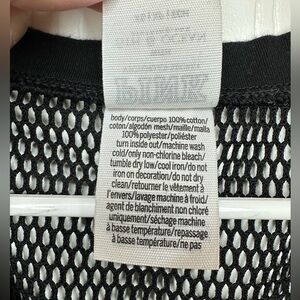 body/corps/cuerpo 100% cotton/
coton/algodón mesh/maille/malla
100% polyester/poliéster
turn inside out/machine wash
cold/only non-chlorine bleach/
tumble dry low/cool iron/do not
iron on decoration/do not dry
clean/retourner le vêtement à
l'envers/lavage machine à froid/
agent de blanchiment non chloré
uniquement/séchage machine
à basse température/repassage
à basse température/ne pas